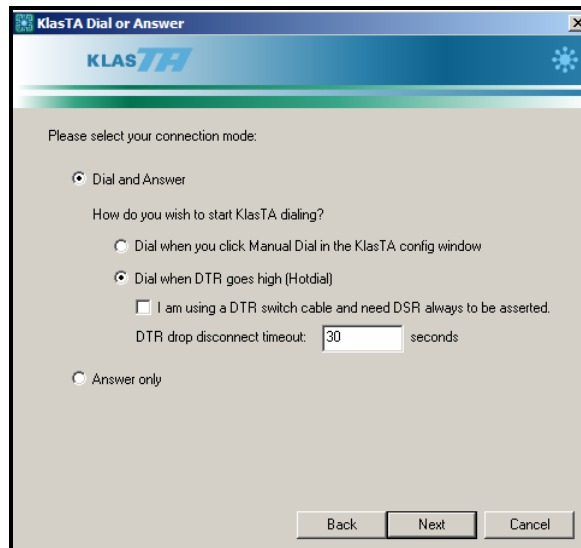 KlasTA Dial or Answer
KLAS TA
Please select your connection mode:
Dial and Answer
How do you wish to start KlasTA dialing?
Dial when you click Manual Dial in the KlasTA config window
Dial when DTR goes high (Hotdial)
I am using a DTR switch cable and need DSR always to be asserted.
DTR drop disconnect timeout: 30 seconds
Answer only
Back Next Cancel